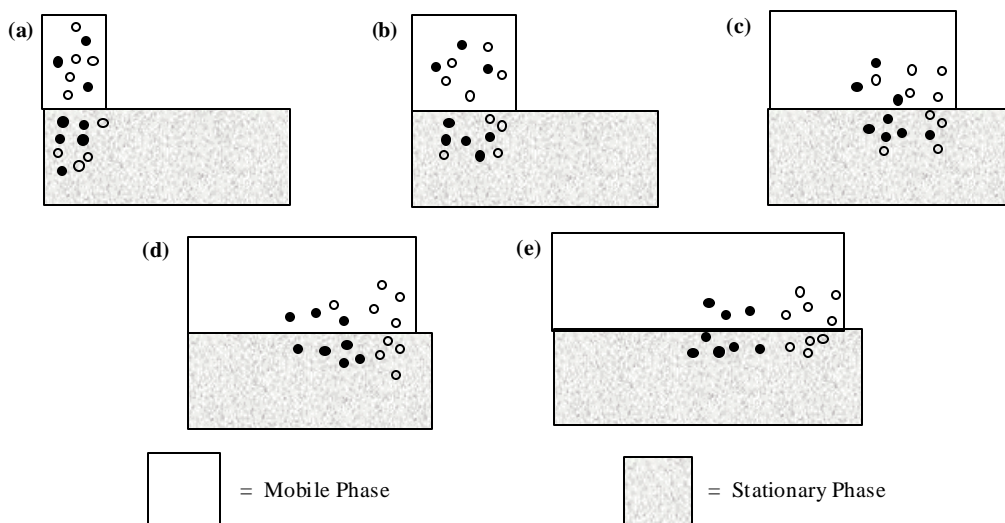 (a)
(b)
(c)
(d)
(e)
= Mobile Phase
= Stationary Phase